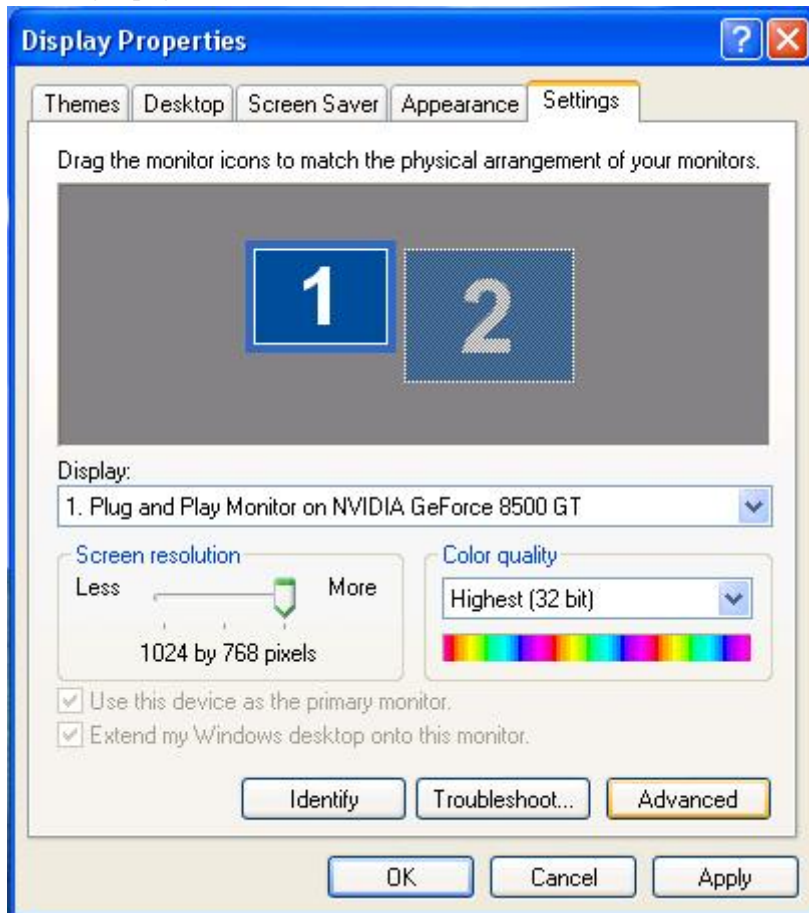 Display Properties
Themes Desktop Screen Saver Appearance Settings
Drag the monitor icons to match the physical arrangement of your monitors.
1 2
Display:
1. Plug and Play Monitor on NVIDIA GeForce 8500 GT
Screen resolution Color quality
Less More Highest (32 bit)
1024 by 768 pixels
Use this device as the primary monitor.
Extend my Windows desktop onto this monitor.
Identify Troubleshoot... Advanced
OK Cancel Apply